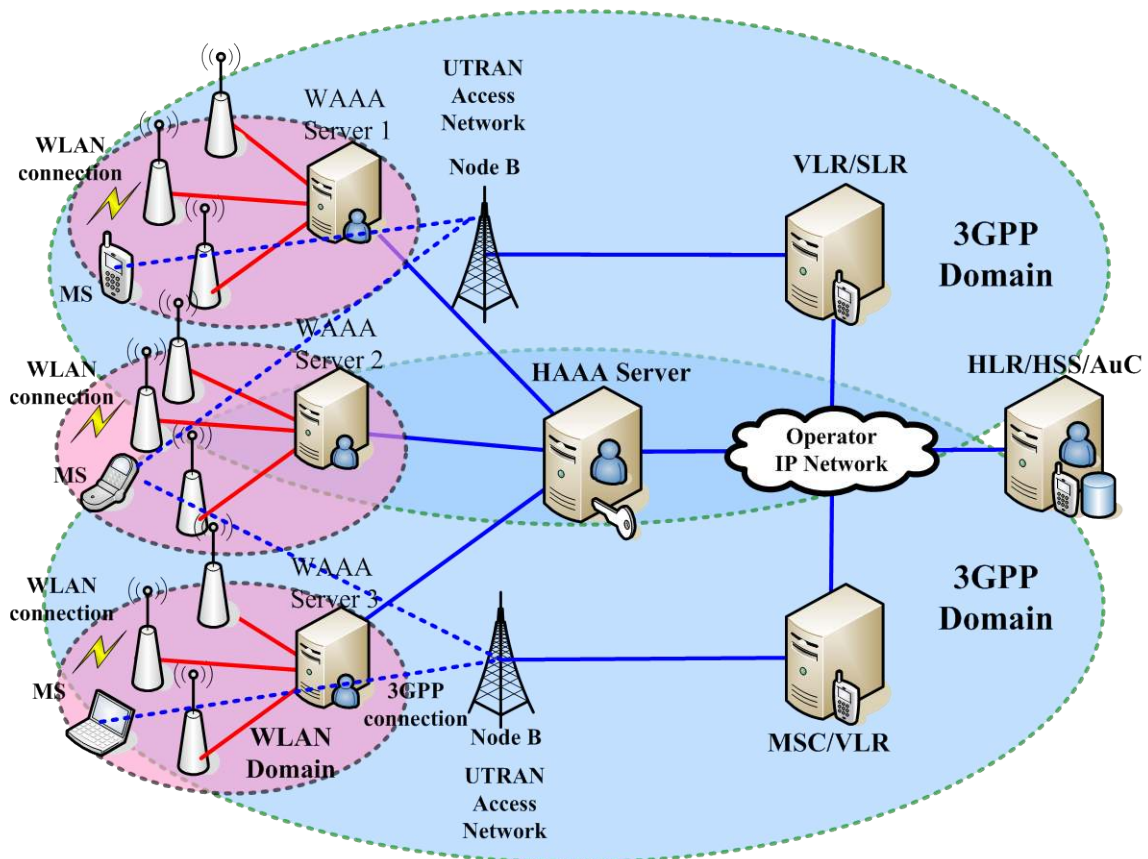 UTRAN
Access
Network
Node B
WAAA
Server 1
WLAN
connection
MS
VLR/SLR
3GPP
Domain
WAAA
Server 2
WLAN
connection
MS
HAAA Server
Operator
IP Network
HLR/HSS/AuC
WAAA
Server 3
WLAN
connection
MS
3GPP
connection
WLAN
Domain
Node B
UTRAN
Access
Network
MSC/VLR
3GPP
Domain